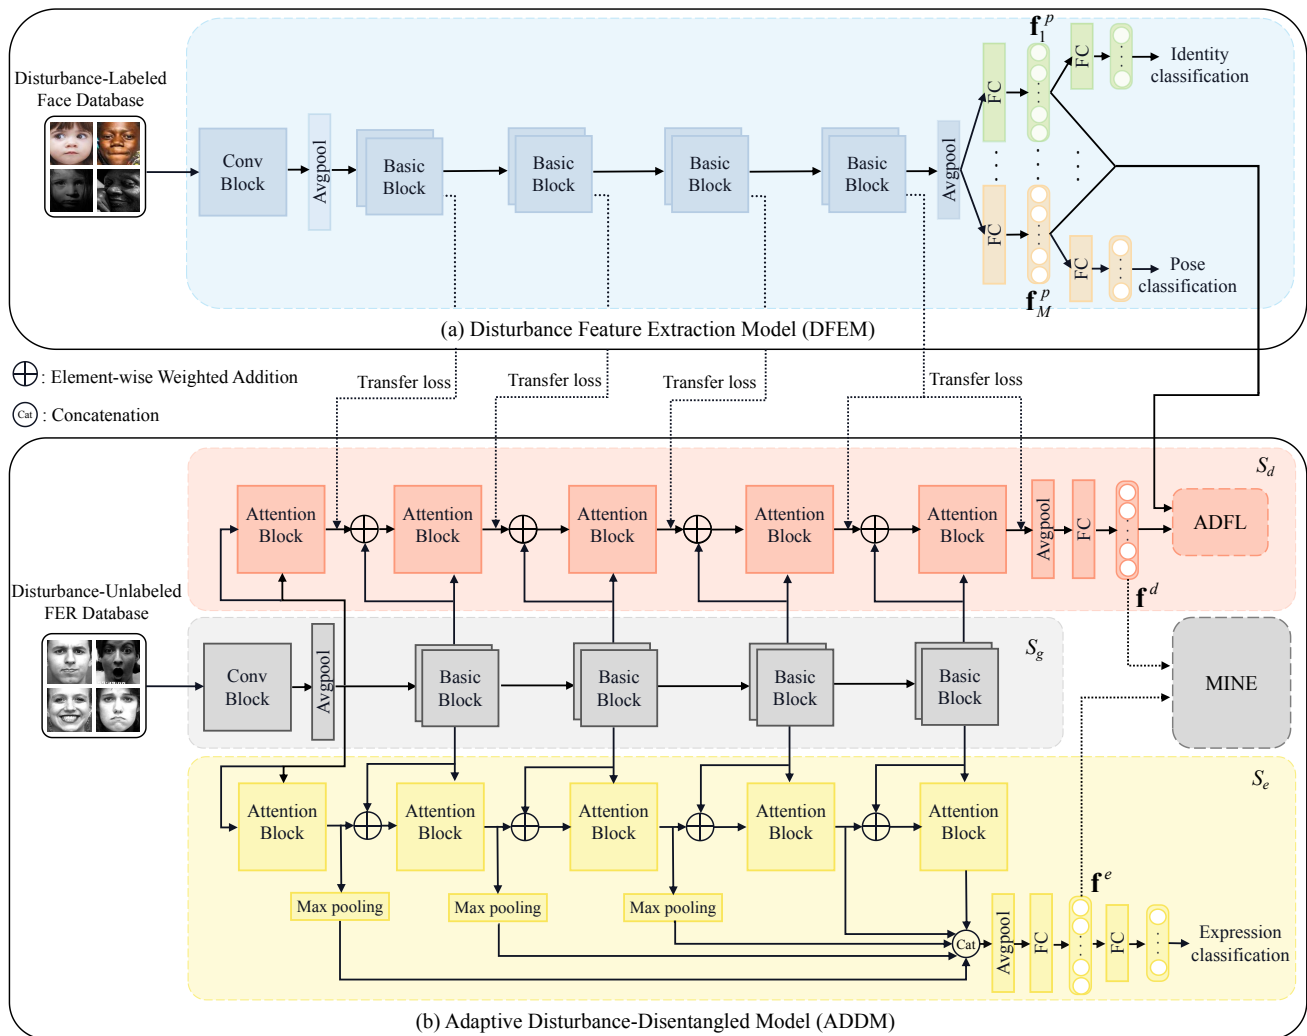 Disturbance-Labeled
Face Database
Conv
Block
Avgpool
Basic
Block
Basic
Block
Basic
Block
Basic
Block
Avgpool
FC
f₁ᵖ
FC
Identity
classification
FC
f_Mᵖ
FC
Pose
classification
(a) Disturbance Feature Extraction Model (DFEM)
: Element-wise Weighted Addition
Cat : Concatenation
Transfer loss
Transfer loss
Transfer loss
Transfer loss
S_d
Attention
Block
Attention
Block
Attention
Block
Attention
Block
Attention
Block
Avgpool
FC
f^d
ADFL
Disturbance-Unlabeled
FER Database
Conv
Block
Avgpool
Basic
Block
Basic
Block
Basic
Block
Basic
Block
S_g
MINE
S_e
Attention
Block
Attention
Block
Attention
Block
Attention
Block
Attention
Block
Max pooling
Max pooling
Max pooling
Cat
Avgpool
FC
f^e
FC
Expression
classification
(b) Adaptive Disturbance-Disentangled Model (ADDM)